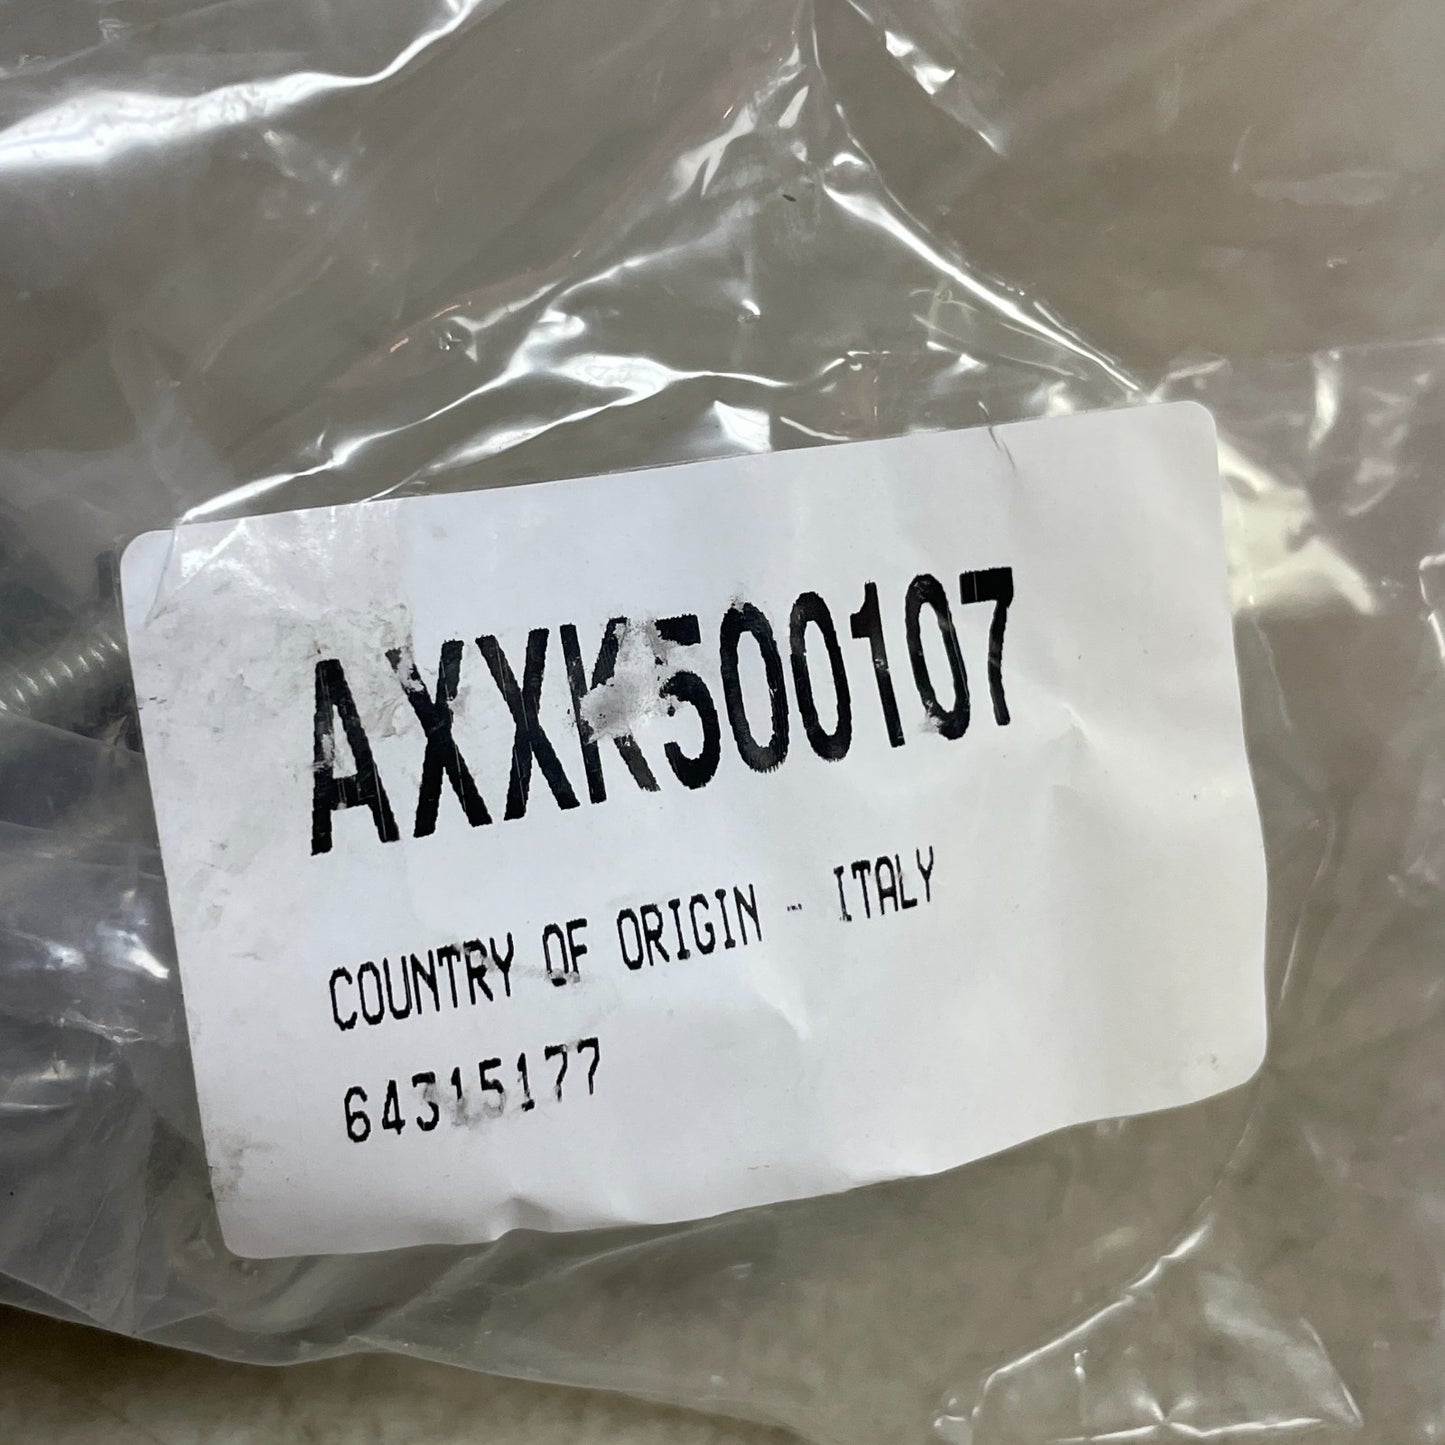 AXXK500107
COUNTRY OF ORIGIN - ITALY
64315177